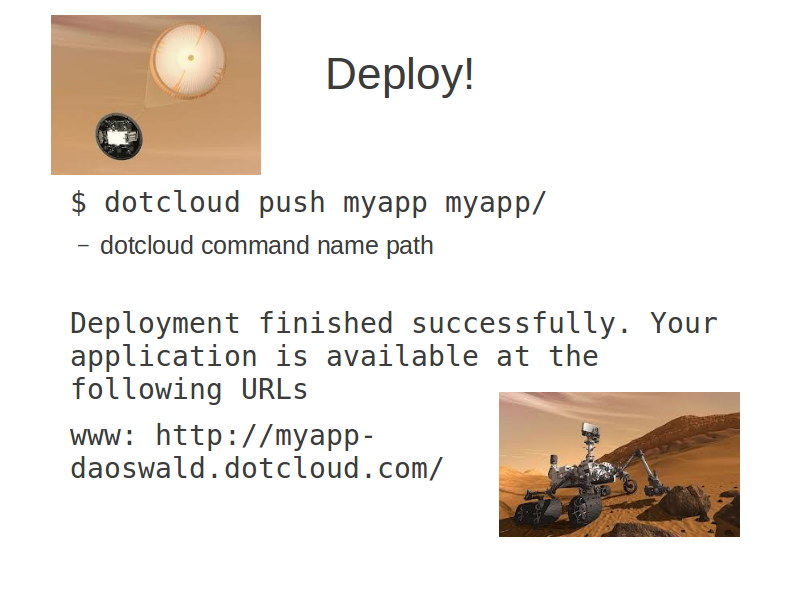 Deploy!
$ dotcloud push myapp myapp/
– dotcloud command name path
Deployment finished successfully. Your
application is available at the
following URLs
www: http://myapp-
daoswald.dotcloud.com/